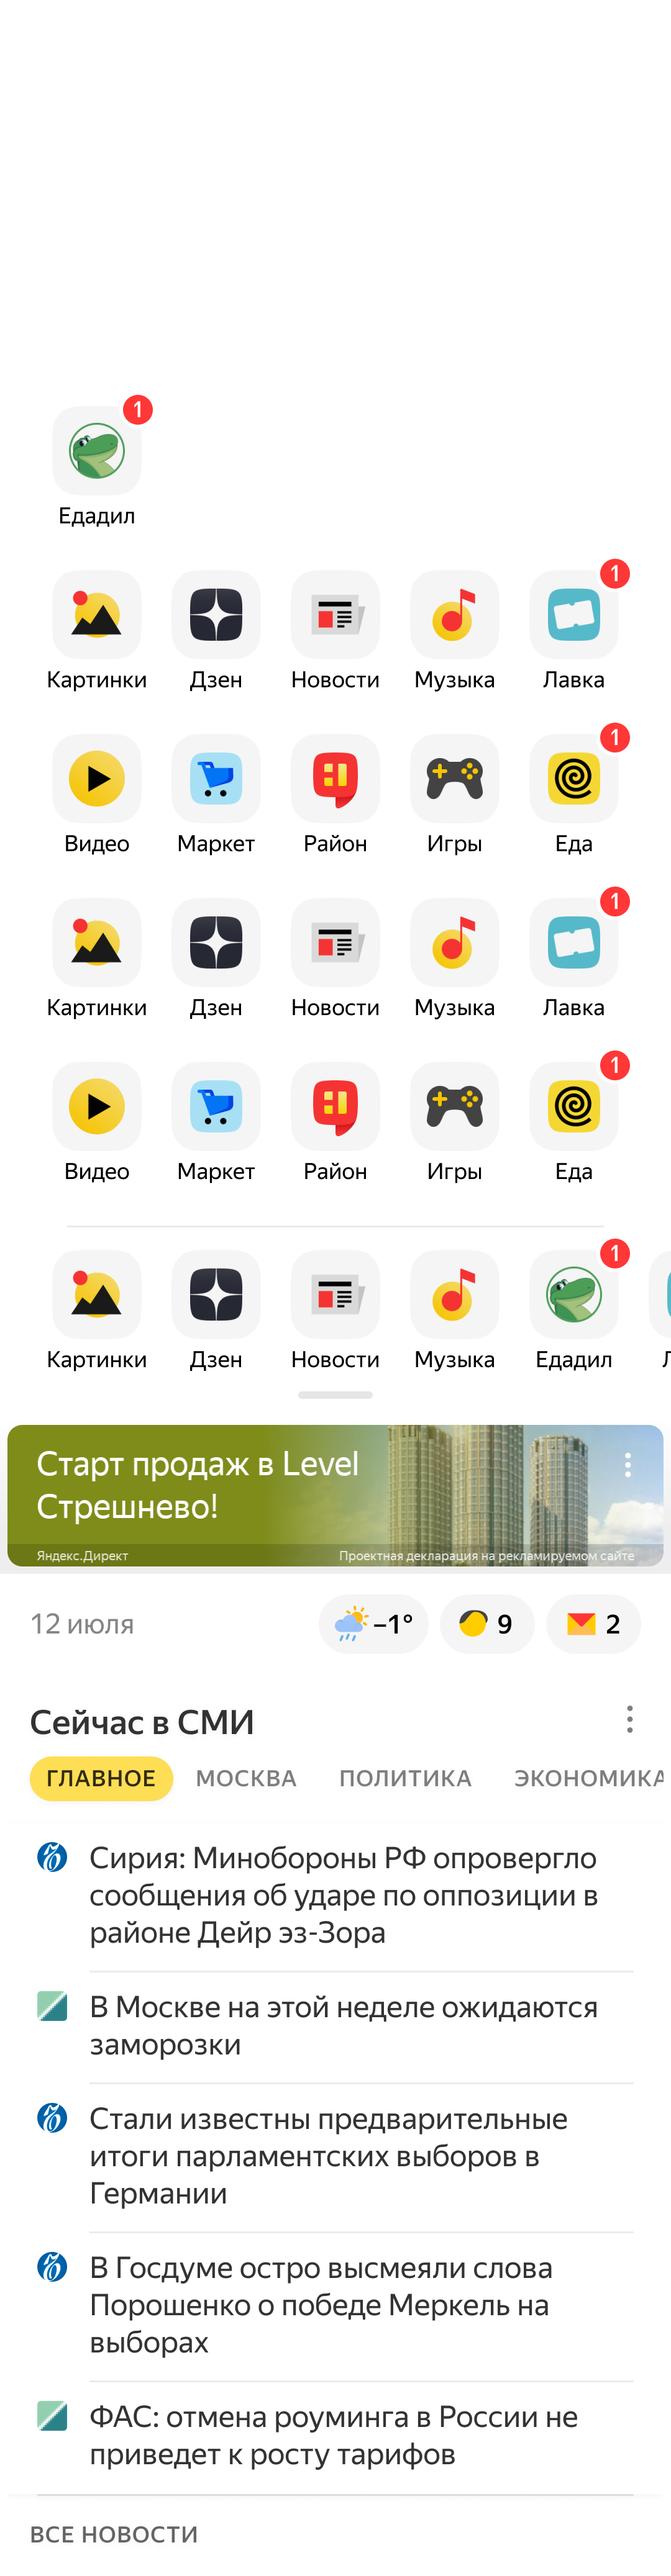 1
Едадил
1
Картинки Дзен Новости Музыка Лавка
1
Видео Маркет Район Игры Еда
1
Картинки Дзен Новости Музыка Лавка
1
Видео Маркет Район Игры Еда
1
Картинки Дзен Новости Музыка Едадил Л
Старт продаж в Level
Стрешнево!
Яндекс.Директ Проектная декларация на рекламируемом сайте
12 июля –1° 9 2
Сейчас в СМИ
ГЛАВНОЕ МОСКВА ПОЛИТИКА ЭКОНОМИКА
Сирия: Минобороны РФ опровергло
сообщения об ударе по оппозиции в
районе Дейр эз-Зора
В Москве на этой неделе ожидаются
заморозки
Стали известны предварительные
итоги парламентских выборов в
Германии
В Госдуме остро высмеяли слова
Порошенко о победе Меркель на
выборах
ФАС: отмена роуминга в России не
приведет к росту тарифов
ВСЕ НОВОСТИ